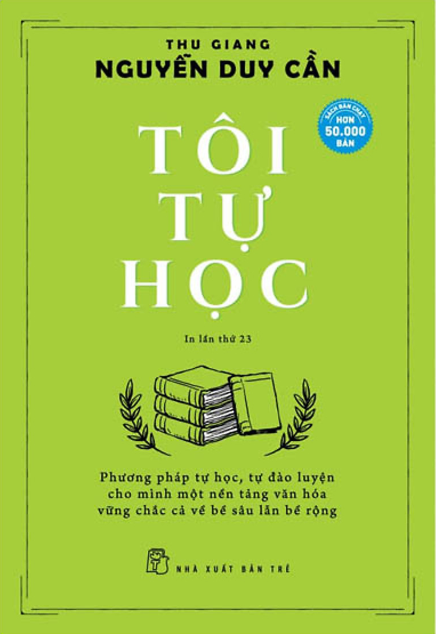 THU GIANG
NGUYỄN DUY CẦN
SÁCH BÁN CHẠY
HƠN
50.000
BẢN
TÔI
TỰ
HỌC
In lần thứ 23
Phương pháp tự học, tự đào luyện
cho mình một nền tảng văn hóa
vững chắc cả về bề sâu lẫn bề rộng
NHÀ XUẤT BẢN TRẺ